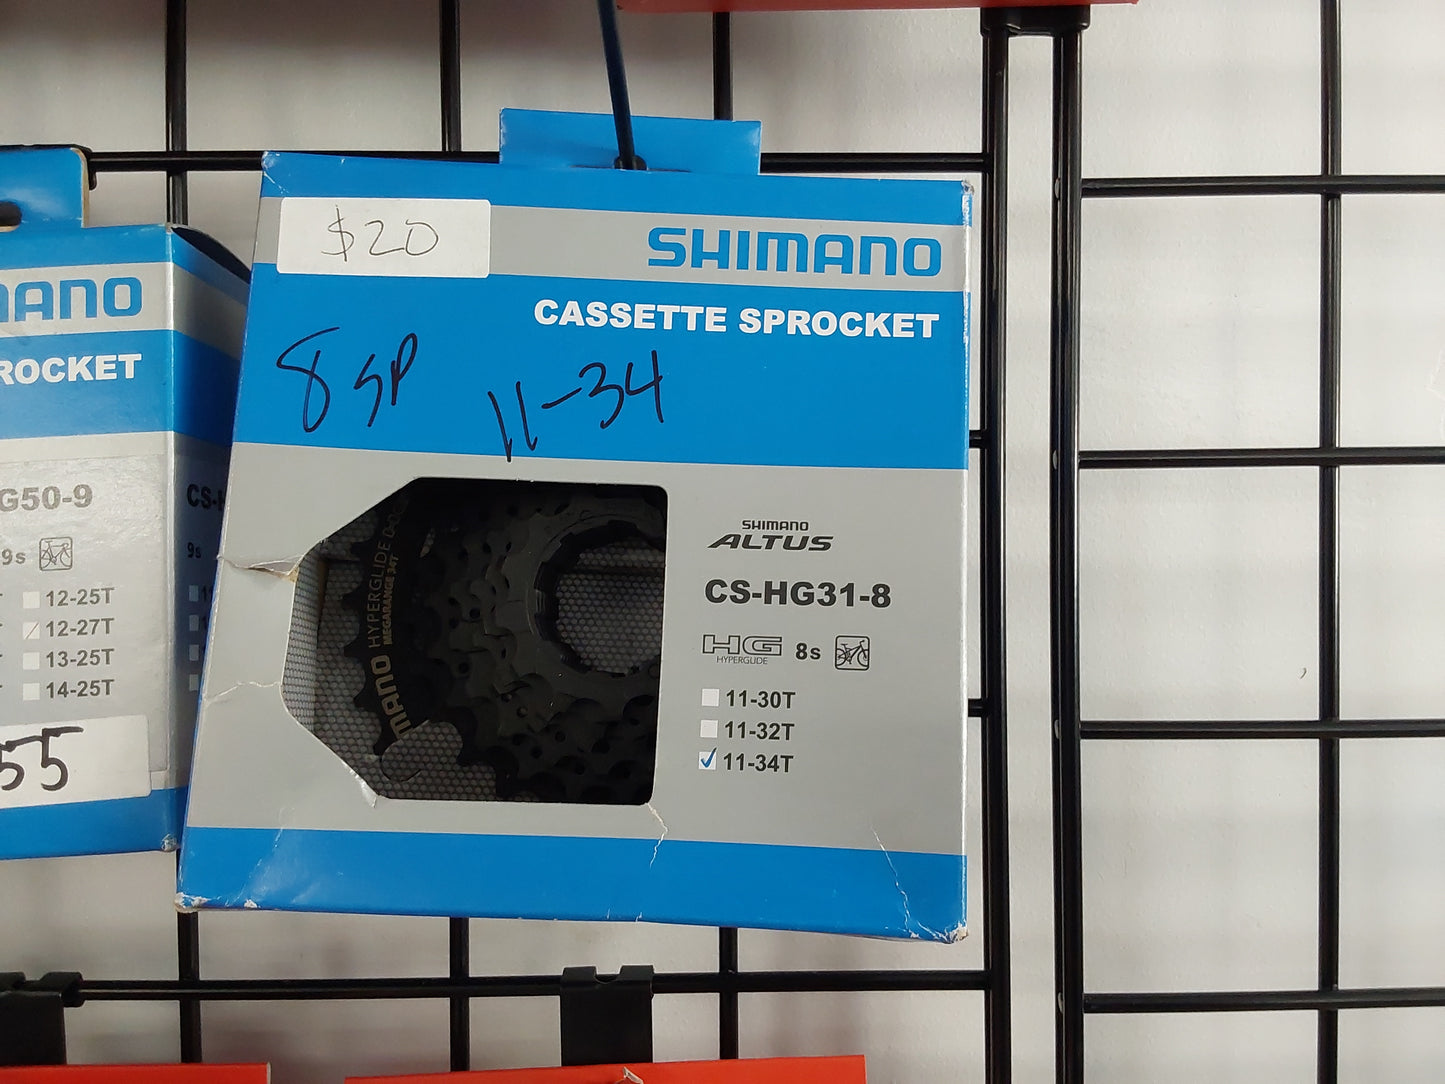 $20
SHIMANO
CASSETTE SPROCKET
8 SP 11-34
SHIMANO
ALTUS
CS-HG31-8
HG
HYPERGLIDE
8s
11-30T
11-32T
11-34T
HYPERGLIDE
MEGARANGE 34T
MANO
ANO
ROCKET
G50-9
9s
12-25T
12-27T
13-25T
14-25T
55
CS-H
9s